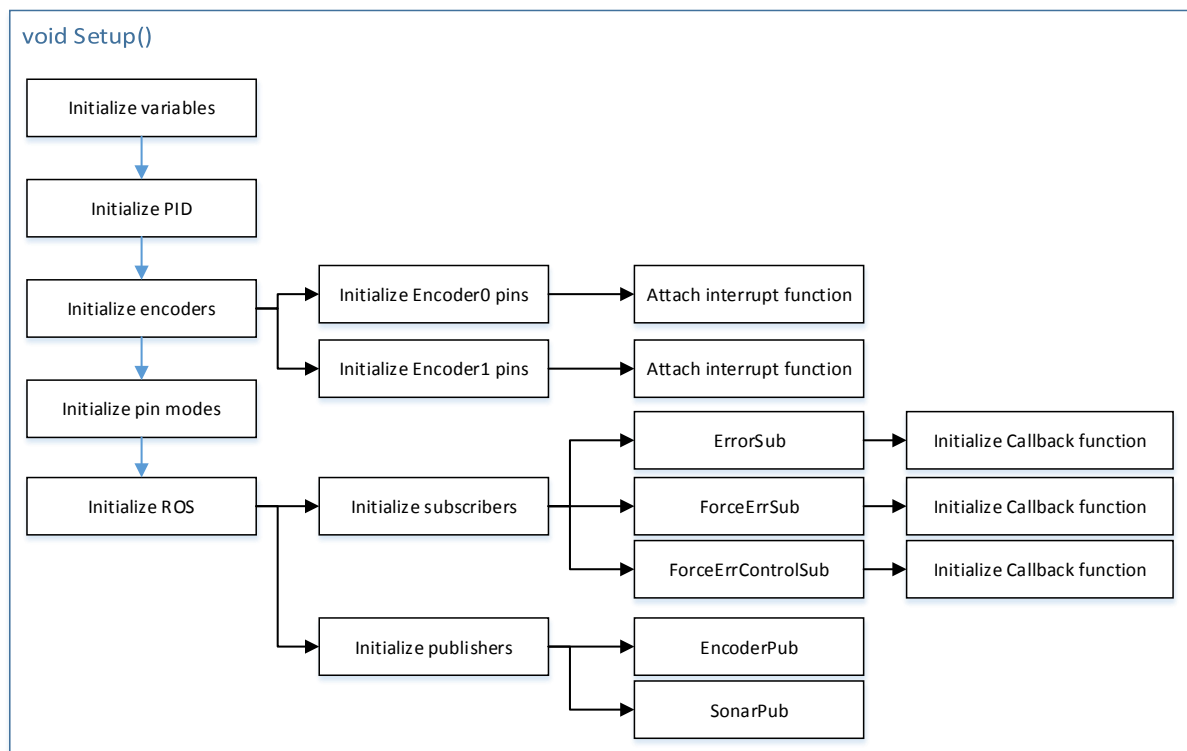 void Setup()
Initialize variables
Initialize PID
Initialize encoders
Initialize Encoder0 pins
Attach interrupt function
Initialize Encoder1 pins
Attach interrupt function
Initialize pin modes
Initialize ROS
Initialize subscribers
ErrorSub
Initialize Callback function
ForceErrSub
Initialize Callback function
ForceErrControlSub
Initialize Callback function
Initialize publishers
EncoderPub
SonarPub